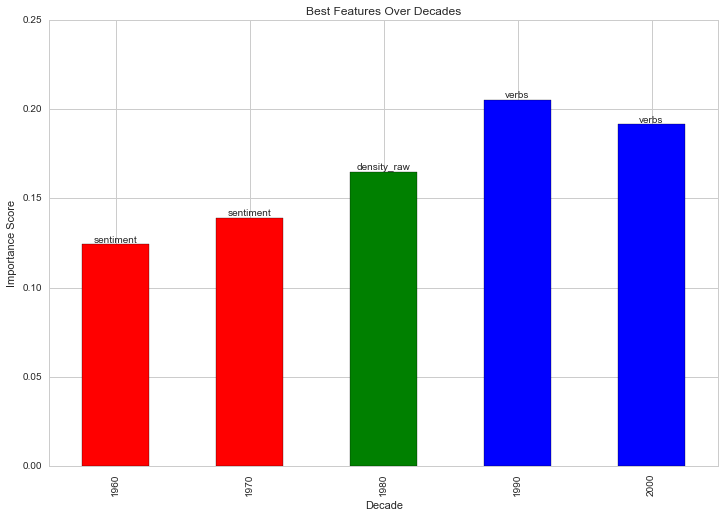 Best Features Over Decades
0.25
0.20
0.15
0.10
0.05
0.00
Importance Score
sentiment
sentiment
density_raw
verbs
verbs
1960
1970
1980
1990
2000
Decade